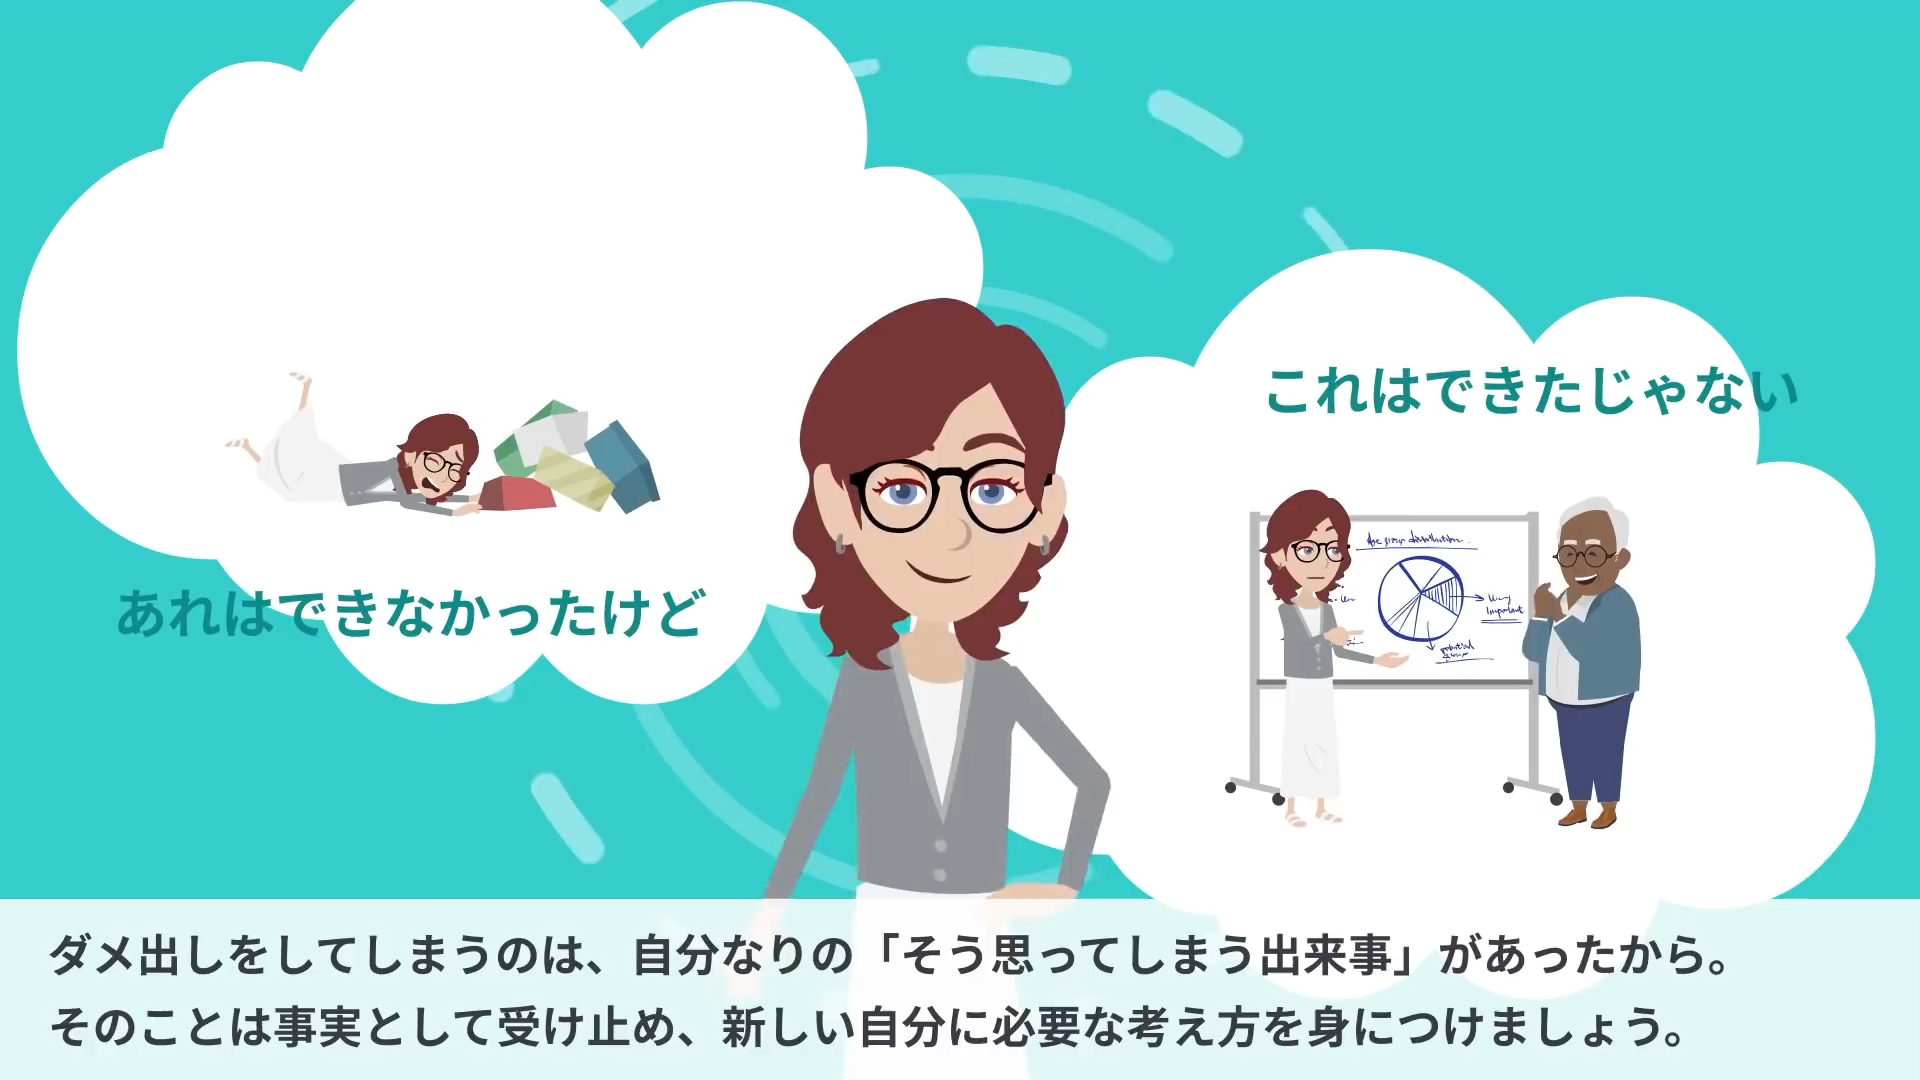 これはできたじゃない
あれはできなかったけど
Important
ダメ出しをしてしまうのは、自分なりの「そう思ってしまう出来事」があったから。
そのことは事実として受け止め、新しい自分に必要な考え方を身につけましょう。